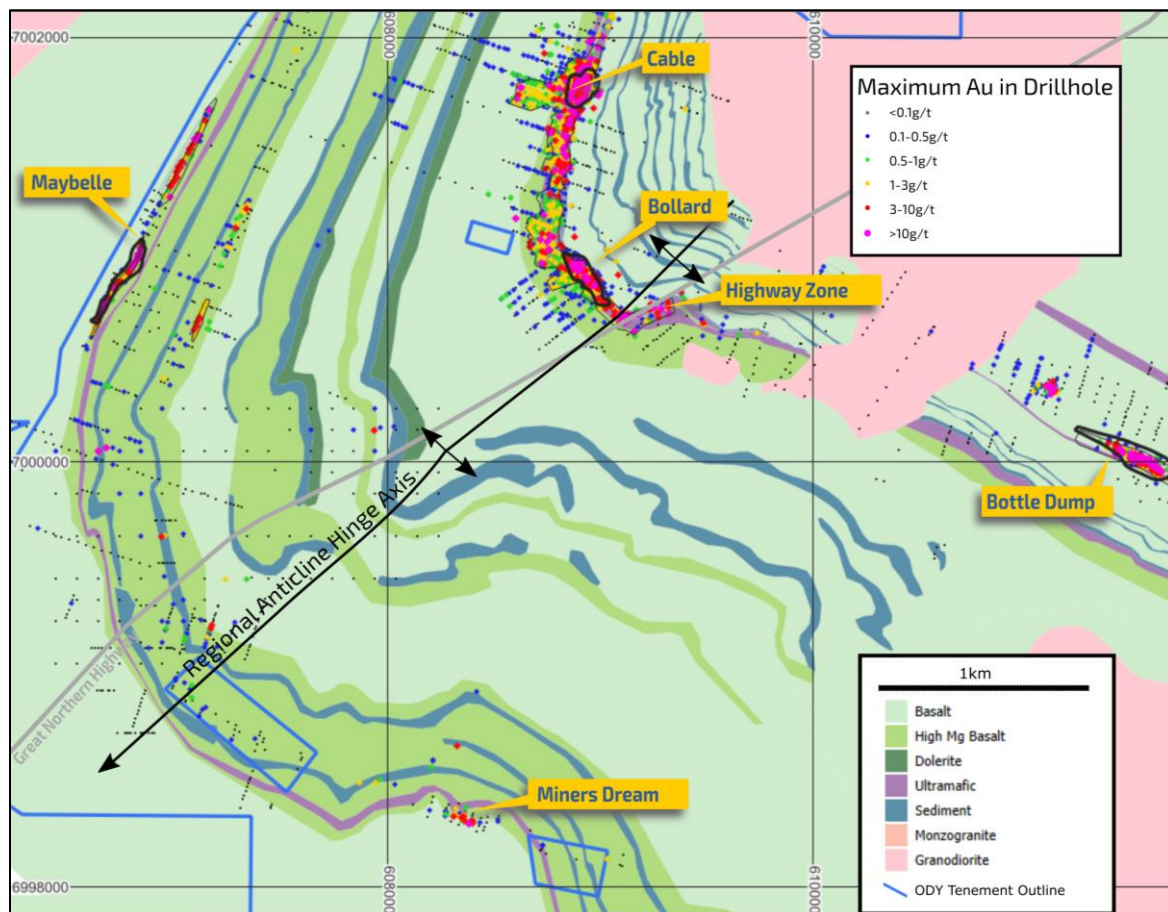 7002000
608000
610000
Cable
Maximum Au in Drillhole
<0.1g/t
0.1-0.5g/t
0.5-1g/t
1-3g/t
3-10g/t
>10g/t
Maybelle
Bollard
Highway Zone
7000000
Bottle Dump
Regional Anticline Hinge Axis
Great Northern Highway
1km
Basalt
High Mg Basalt
Dolerite
Ultramafic
Sediment
Monzogranite
Granodiorite
ODY Tenement Outline
Miners Dream
6998000
608000
610000